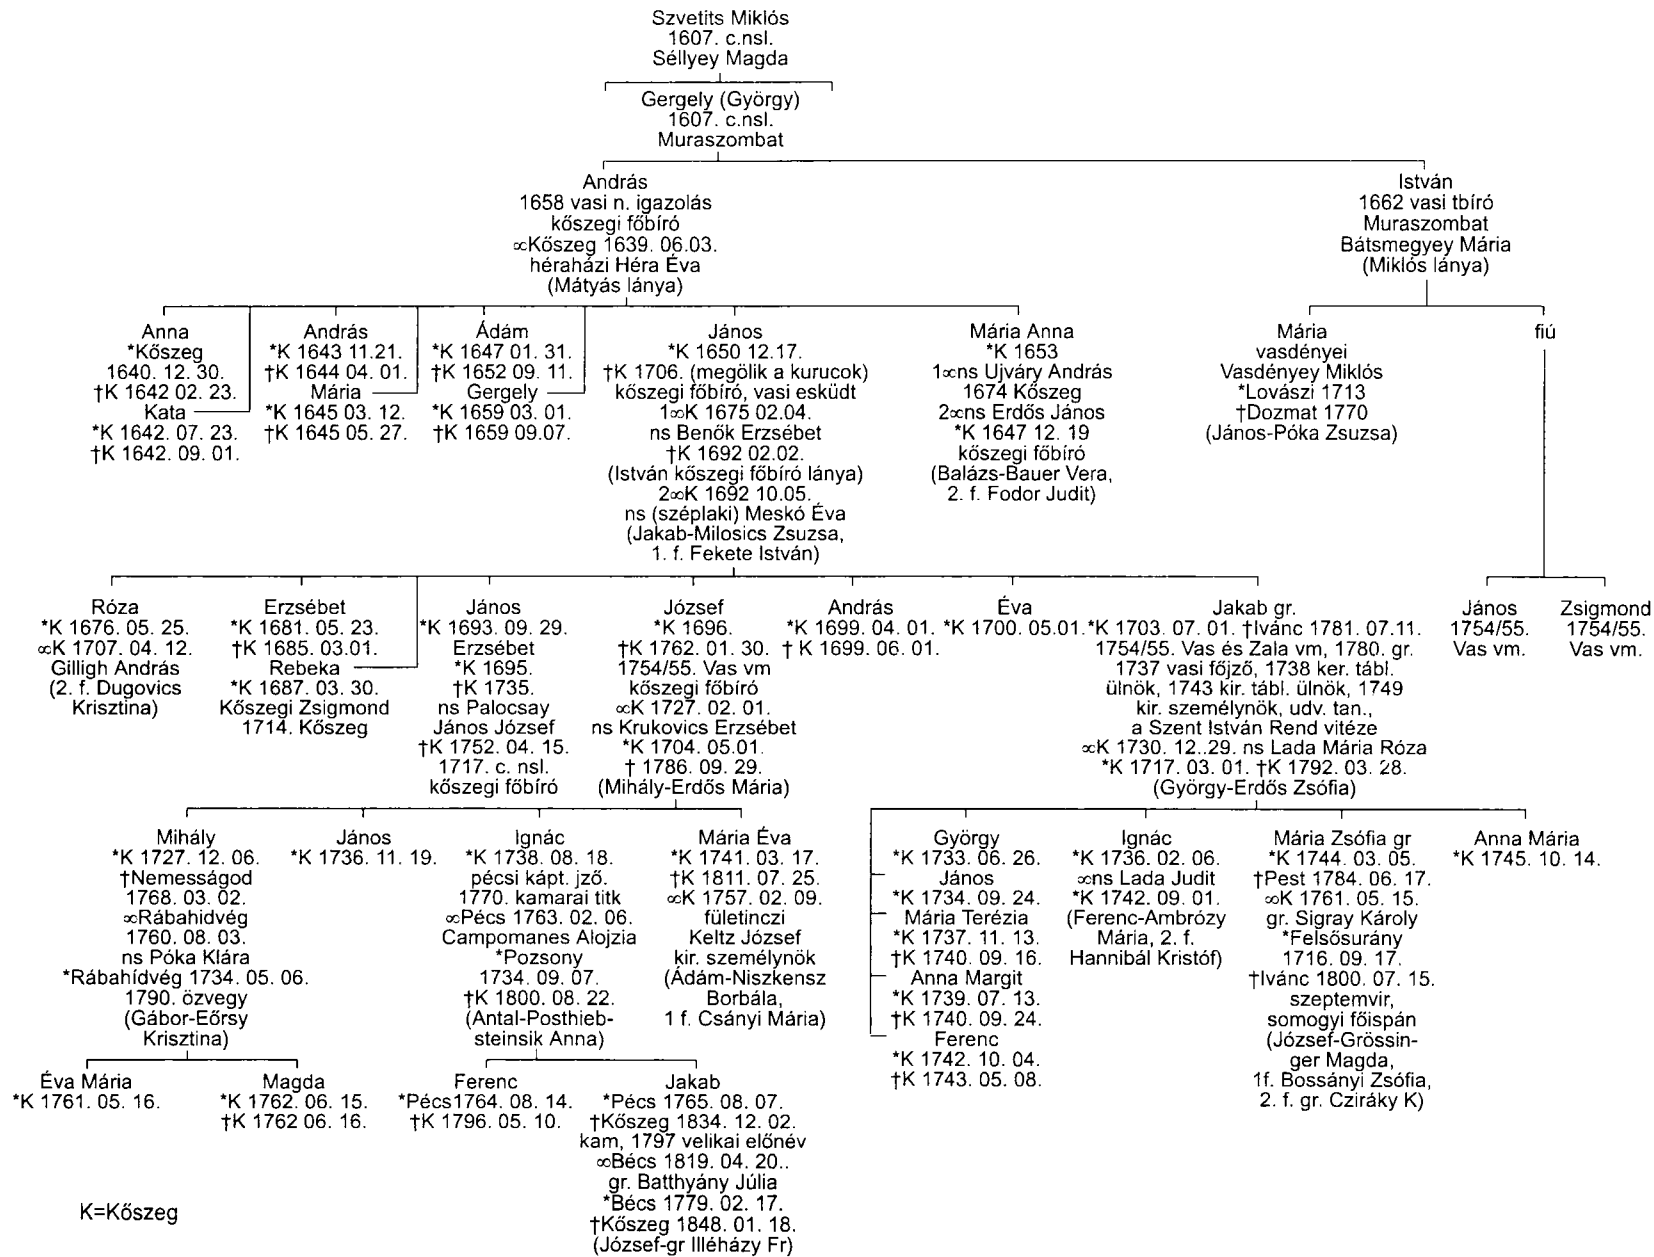 Szvetits Miklós
1607. c.nsl.
Séllyey Magda
Gergely (György)
1607. c.nsl.
Muraszombat
András
1658 vasi n. igazolás
kőszegi főbíró
∞Kőszeg 1639. 06.03.
héraházi Héra Éva
(Mátyás lánya)
István
1662 vasi tbíró
Muraszombat
Bátsmegyey Mária
(Miklós lánya)
Anna
*Kőszeg
1640. 12. 30.
†K 1642 02. 23.
Kata
*K 1642. 07. 23.
†K 1642. 09. 01.
András
*K 1643 11.21.
†K 1644 04. 01.
Mária
*K 1645 03. 12.
†K 1645 05. 27.
Ádám
*K 1647 01. 31.
†K 1652 09. 11.
Gergely
*K 1659 03. 01.
†K 1659 09.07.
János
*K 1650 12.17.
†K 1706. (megölik a kurucok)
kőszegi főbíró, vasi esküdt
1∞K 1675 02.04.
ns Benők Erzsébet
†K 1692 02.02.
(István kőszegi főbíró lánya)
2∞K 1692 10.05.
ns (széplaki) Meskó Éva
(Jakab-Milosics Zsuzsa,
1. f. Fekete István)
Mária Anna
*K 1653
1∞ns Ujváry András
1674 Kőszeg
2∞ns Erdős János
*K 1647 12. 19
kőszegi főbíró
(Balázs-Bauer Vera,
2. f. Fodor Judit)
Mária
vasdényei
Vasdényey Miklós
*Lovászi 1713
†Dozmat 1770
(János-Póka Zsuzsa)
fiú
Róza
*K 1676. 05. 25.
∞K 1707. 04. 12.
Gilligh András
(2. f. Dugovics
Krisztina)
Erzsébet
*K 1681. 05. 23.
†K 1685. 03.01.
Rebeka
*K 1687. 03. 30.
Kőszegi Zsigmond
1714. Kőszeg
János
*K 1693. 09. 29.
Erzsébet
*K 1695.
†K 1735.
ns Palocsay
János József
†K 1752. 04. 15.
1717. c. nsl.
kőszegi főbíró
József
*K 1696.
†K 1762. 01. 30.
1754/55. Vas vm
kőszegi főbíró
∞K 1727. 02. 01.
ns Krukovics Erzsébet
*K 1704. 05.01.
† 1786. 09. 29.
(Mihály-Erdős Mária)
András
*K 1699. 04. 01.
† K 1699. 06. 01.
Éva
*K 1700. 05.01.
Jakab gr.
*K 1703. 07. 01. †Ivánc 1781. 07.11.
1754/55. Vas és Zala vm, 1780. gr.
1737 vasi főjző, 1738 ker. tábl.
ülnök, 1743 kir. tábl. ülnök, 1749
kir. személynök, udv. tan.,
a Szent István Rend vitéze
∞K 1730. 12..29. ns Lada Mária Róza
*K 1717. 03. 01. †K 1792. 03. 28.
(György-Erdős Zsófia)
János
1754/55.
Vas vm.
Zsigmond
1754/55.
Vas vm.
Mihály
*K 1727. 12. 06.
†Nemesságod
1768. 03. 02.
∞Rábahidvég
1760. 08. 03.
ns Póka Klára
*Rábahídvég 1734. 05. 06.
1790. özvegy
(Gábor-Eőrsy
Krisztina)
János
*K 1736. 11. 19.
Ignác
*K 1738. 08. 18.
pécsi kápt. jző.
1770. kamarai titk
∞Pécs 1763. 02. 06.
Campomanes Alojzia
*Pozsony
1734. 09. 07.
†K 1800. 08. 22.
(Antal-Posthieb-
steinsik Anna)
Mária Éva
*K 1741. 03. 17.
†K 1811. 07. 25.
∞K 1757. 02. 09.
fületinczi
Keltz József
kir. személynök
(Ádám-Niszkensz
Borbála,
1 f. Csányi Mária)
György
*K 1733. 06. 26.
János
*K 1734. 09. 24.
Mária Terézia
*K 1737. 11. 13.
†K 1740. 09. 16.
Anna Margit
*K 1739. 07. 13.
†K 1740. 09. 24.
Ferenc
*K 1742. 10. 04.
†K 1743. 05. 08.
Ignác
*K 1736. 02. 06.
∞ns Lada Judit
*K 1742. 09. 01.
(Ferenc-Ambrózy
Mária, 2. f.
Hannibál Kristóf)
Mária Zsófia gr
*K 1744. 03. 05.
†Pest 1784. 06. 17.
∞K 1761. 05. 15.
gr. Sigray Károly
*Felsősurány
1716. 09. 17.
†Ivánc 1800. 07. 15.
szeptemvir,
somogyi főispán
(József-Grössin-
ger Magda,
1f. Bossányi Zsófia,
2. f. gr. Cziráky K)
Anna Mária
*K 1745. 10. 14.
Éva Mária
*K 1761. 05. 16.
Magda
*K 1762. 06. 15.
†K 1762 06. 16.
Ferenc
*Pécs1764. 08. 14.
†K 1796. 05. 10.
Jakab
*Pécs 1765. 08. 07.
†Kőszeg 1834. 12. 02.
kam, 1797 velikai előnév
∞Bécs 1819. 04. 20..
gr. Batthyány Júlia
*Bécs 1779. 02. 17.
†Kőszeg 1848. 01. 18.
(József-gr Illéházy Fr)
K=Kőszeg